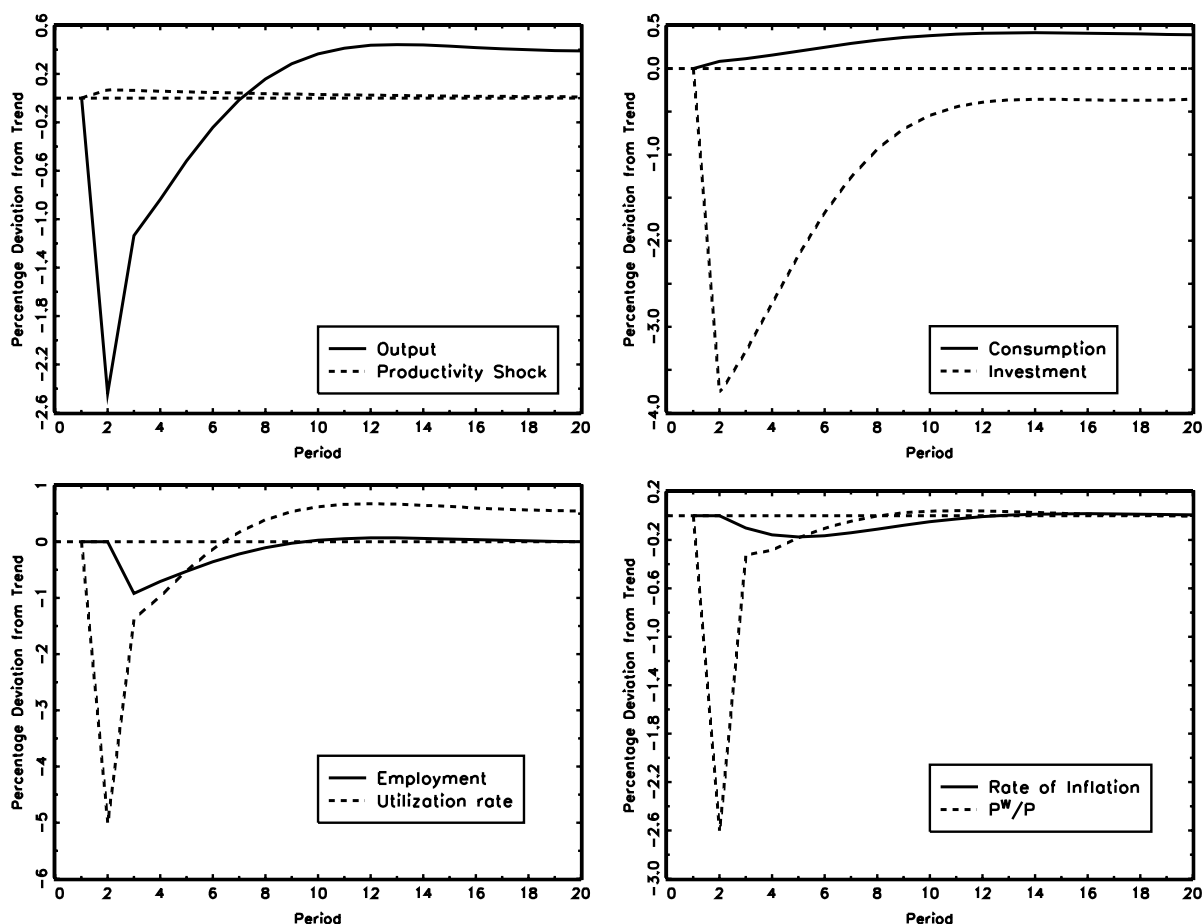 Percentage Deviation from Trend
0.6
0.2
−0.2
−0.6
−1.0
−1.4
−1.8
−2.2
−2.6
Output
Productivity Shock
0 2 4 6 8 10 12 14 16 18 20
Period
Percentage Deviation from Trend
0.5
0.0
−1.0
−2.0
−3.0
−4.0
Consumption
Investment
0 2 4 6 8 10 12 14 16 18 20
Period
Percentage Deviation from Trend
1
0
−1
−2
−3
−4
−5
−6
Employment
Utilization rate
0 2 4 6 8 10 12 14 16 18 20
Period
Percentage Deviation from Trend
0.2
−0.2
−0.6
−1.0
−1.4
−1.8
−2.2
−2.6
−3.0
Rate of Inflation
Pᵂ/P
0 2 4 6 8 10 12 14 16 18 20
Period